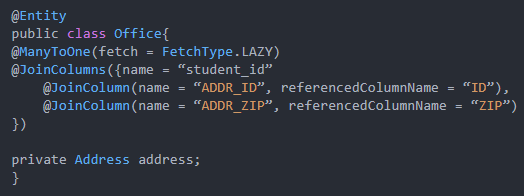 @Entity
public class Office{
@ManyToOne(fetch = FetchType.LAZY)
@JoinColumns({name = “student_id”
@JoinColumn(name = “ADDR_ID”, referencedColumnName = “ID”),
@JoinColumn(name = “ADDR_ZIP”, referencedColumnName = “ZIP”)
})
private Address address;
}